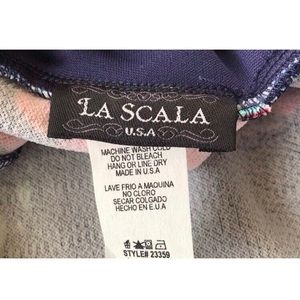 LA SCALA
U.S.A
MACHINE WASH COLD
DO NOT BLEACH
HANG OR LINE DRY
MADE IN U.S.A
LAVE FRIO A MAQUINA
NO CLORO
SECAR COLGADO
HECHO EN E.U.A
STYLE# 23359